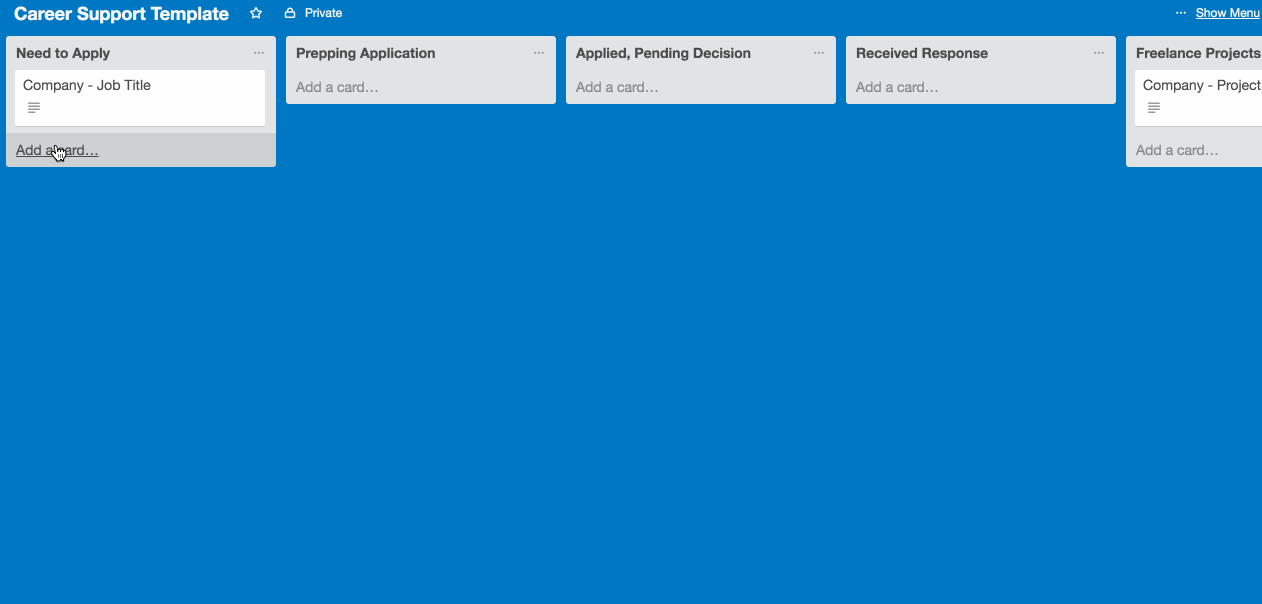 Career Support Template Private ··· Show Menu
Need to Apply ···
Company - Job Title
Add a card…
Prepping Application ···
Add a card…
Applied, Pending Decision ···
Add a card…
Received Response ···
Add a card…
Freelance Projects
Company - Project
Add a card…